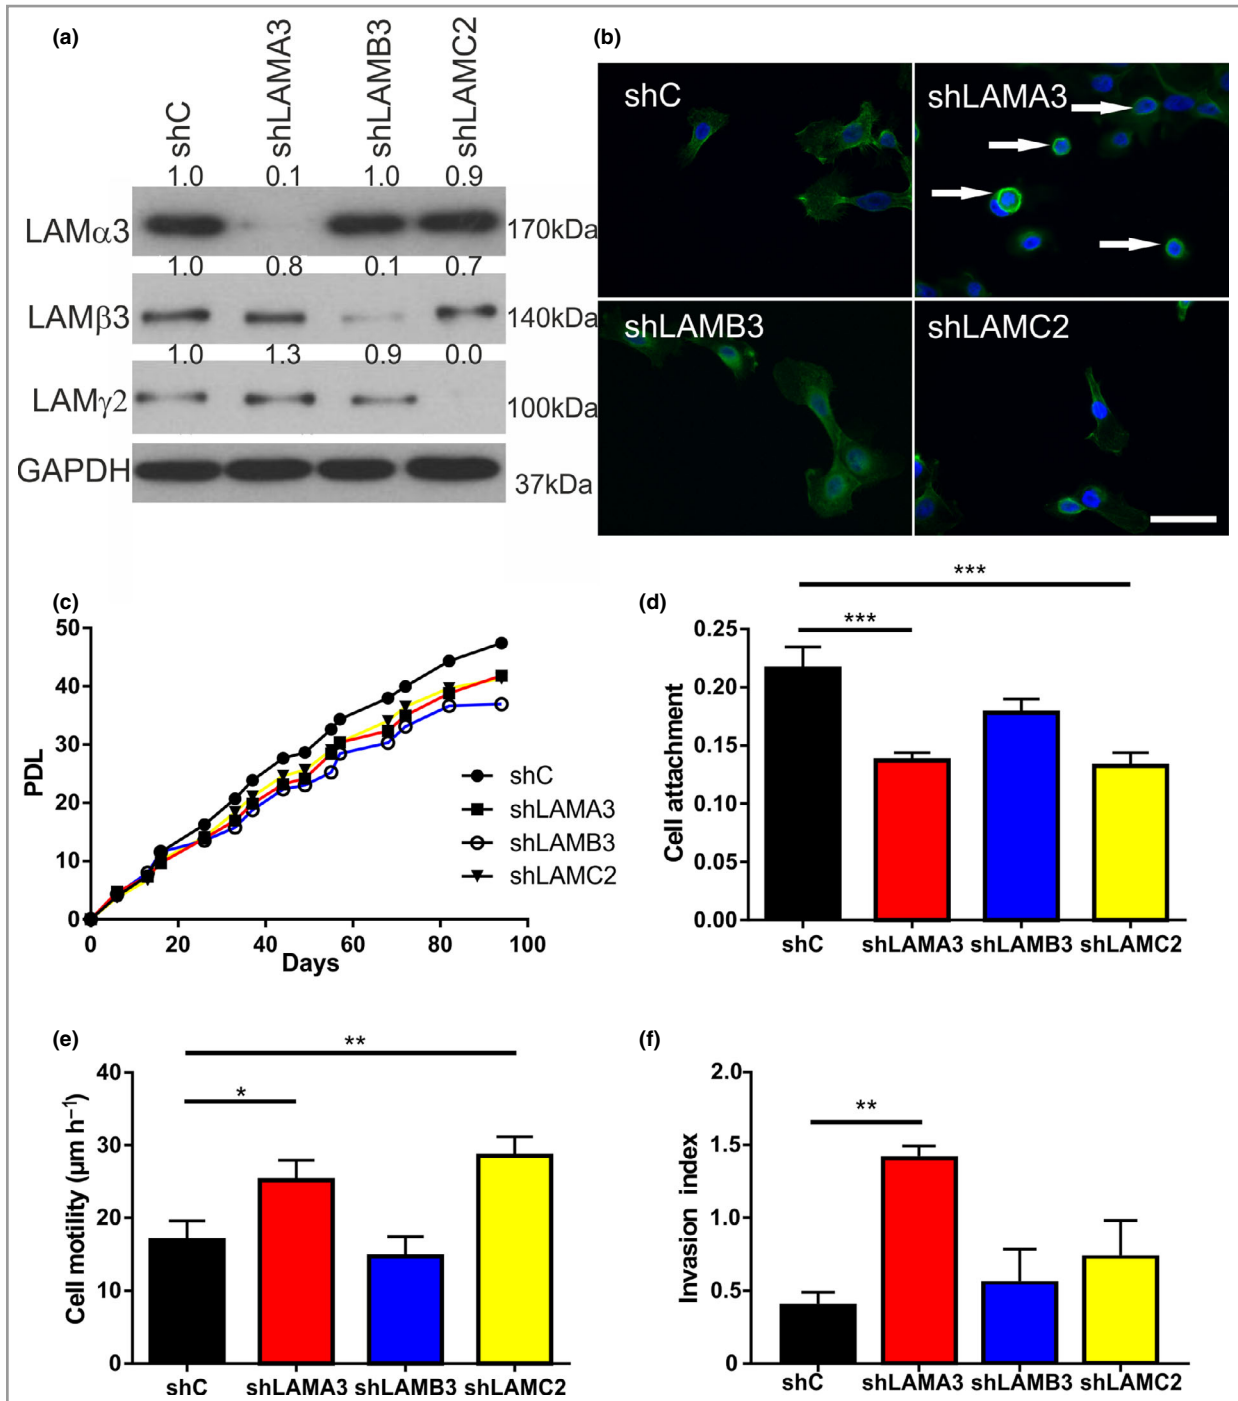 (a)
shC
shLAMA3
shLAMB3
shLAMC2
1.0 0.1 1.0 0.9
LAMα3 170kDa
1.0 0.8 0.1 0.7
LAMβ3 140kDa
1.0 1.3 0.9 0.0
LAMγ2 100kDa
GAPDH 37kDa
(b)
shC
shLAMA3
shLAMB3
shLAMC2
(c)
50
40
30
20
10
0
PDL
0 20 40 60 80 100
Days
shC
shLAMA3
shLAMB3
shLAMC2
(d)
***
***
0.25
0.20
0.15
0.10
0.05
0.00
Cell attachment
shC shLAMA3 shLAMB3 shLAMC2
(e)
**
*
40
30
20
10
0
Cell motility (µm h⁻¹)
shC shLAMA3 shLAMB3 shLAMC2
(f)
**
2.0
1.5
1.0
0.5
0
Invasion index
shC shLAMA3 shLAMB3 shLAMC2